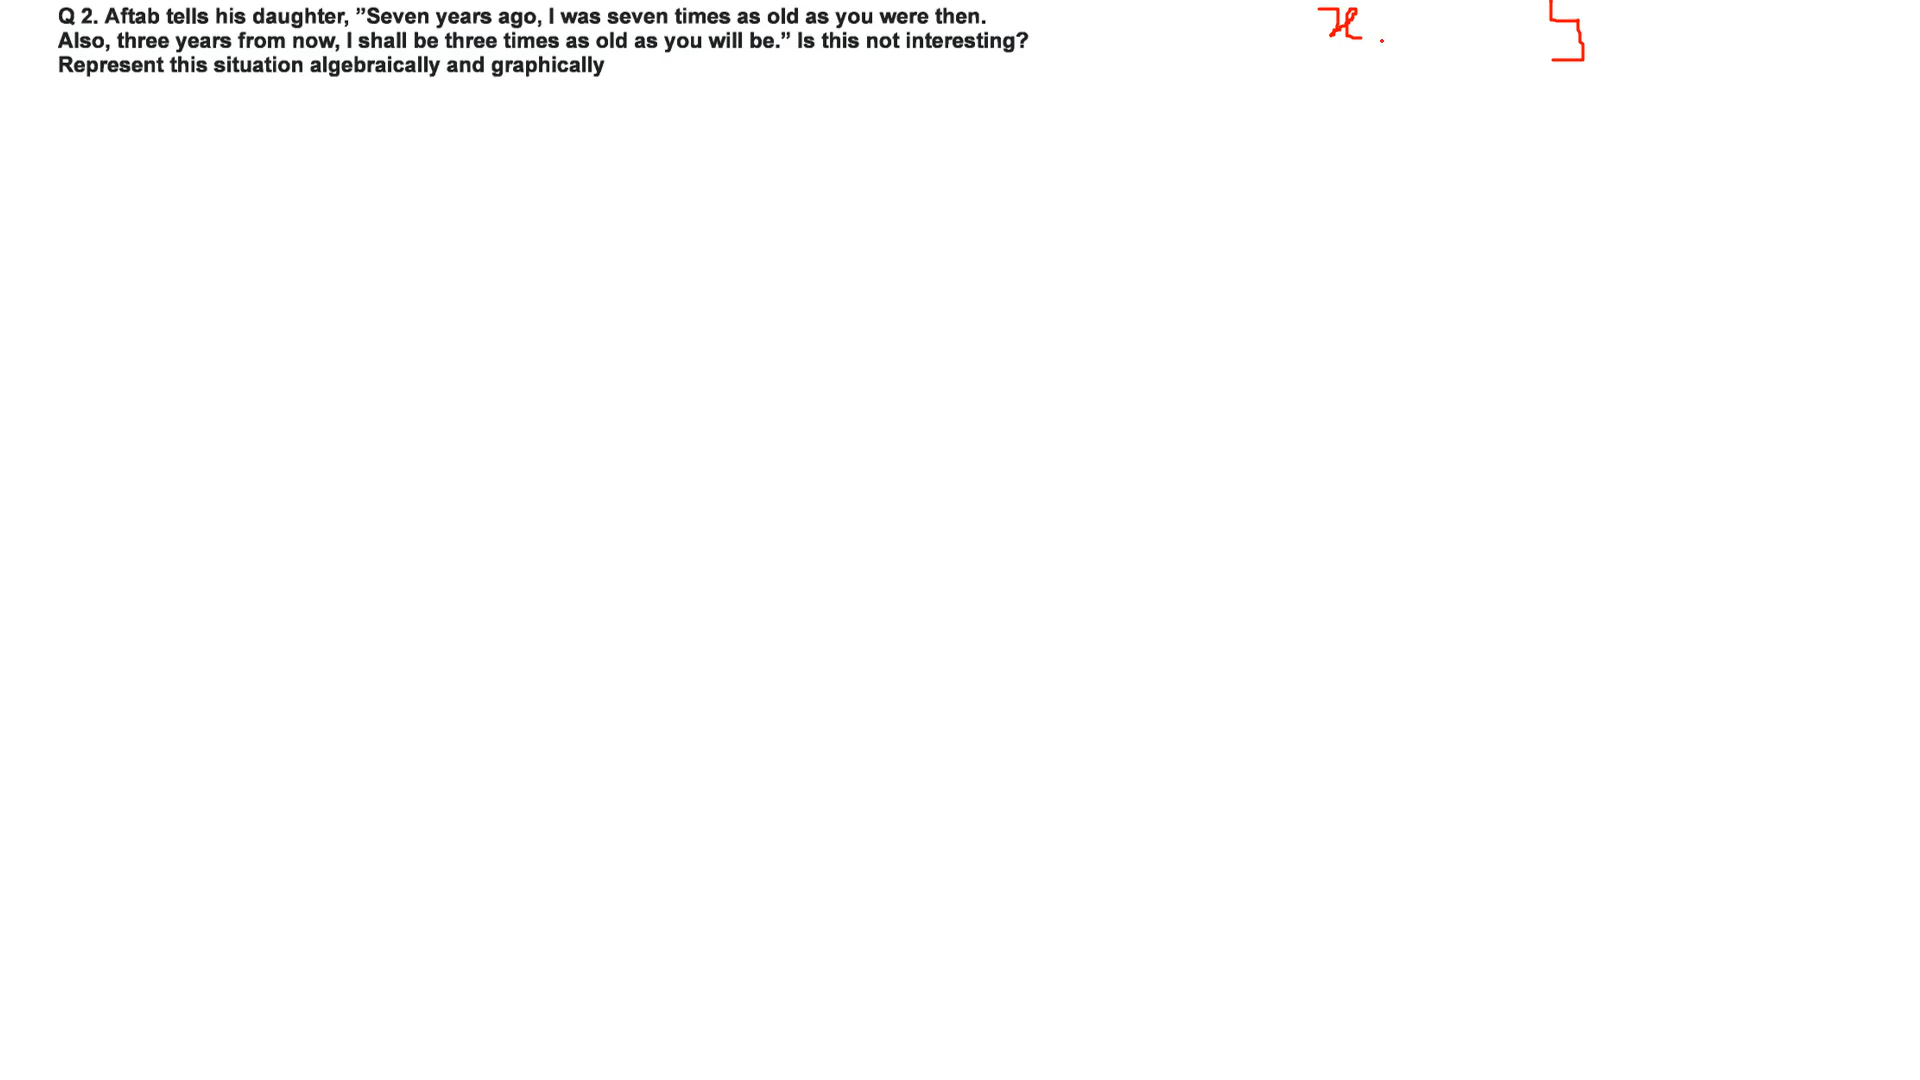 Q 2. Aftab tells his daughter, ”Seven years ago, I was seven times as old as you were then.
Also, three years from now, I shall be three times as old as you will be.” Is this not interesting?
Represent this situation algebraically and graphically
x .